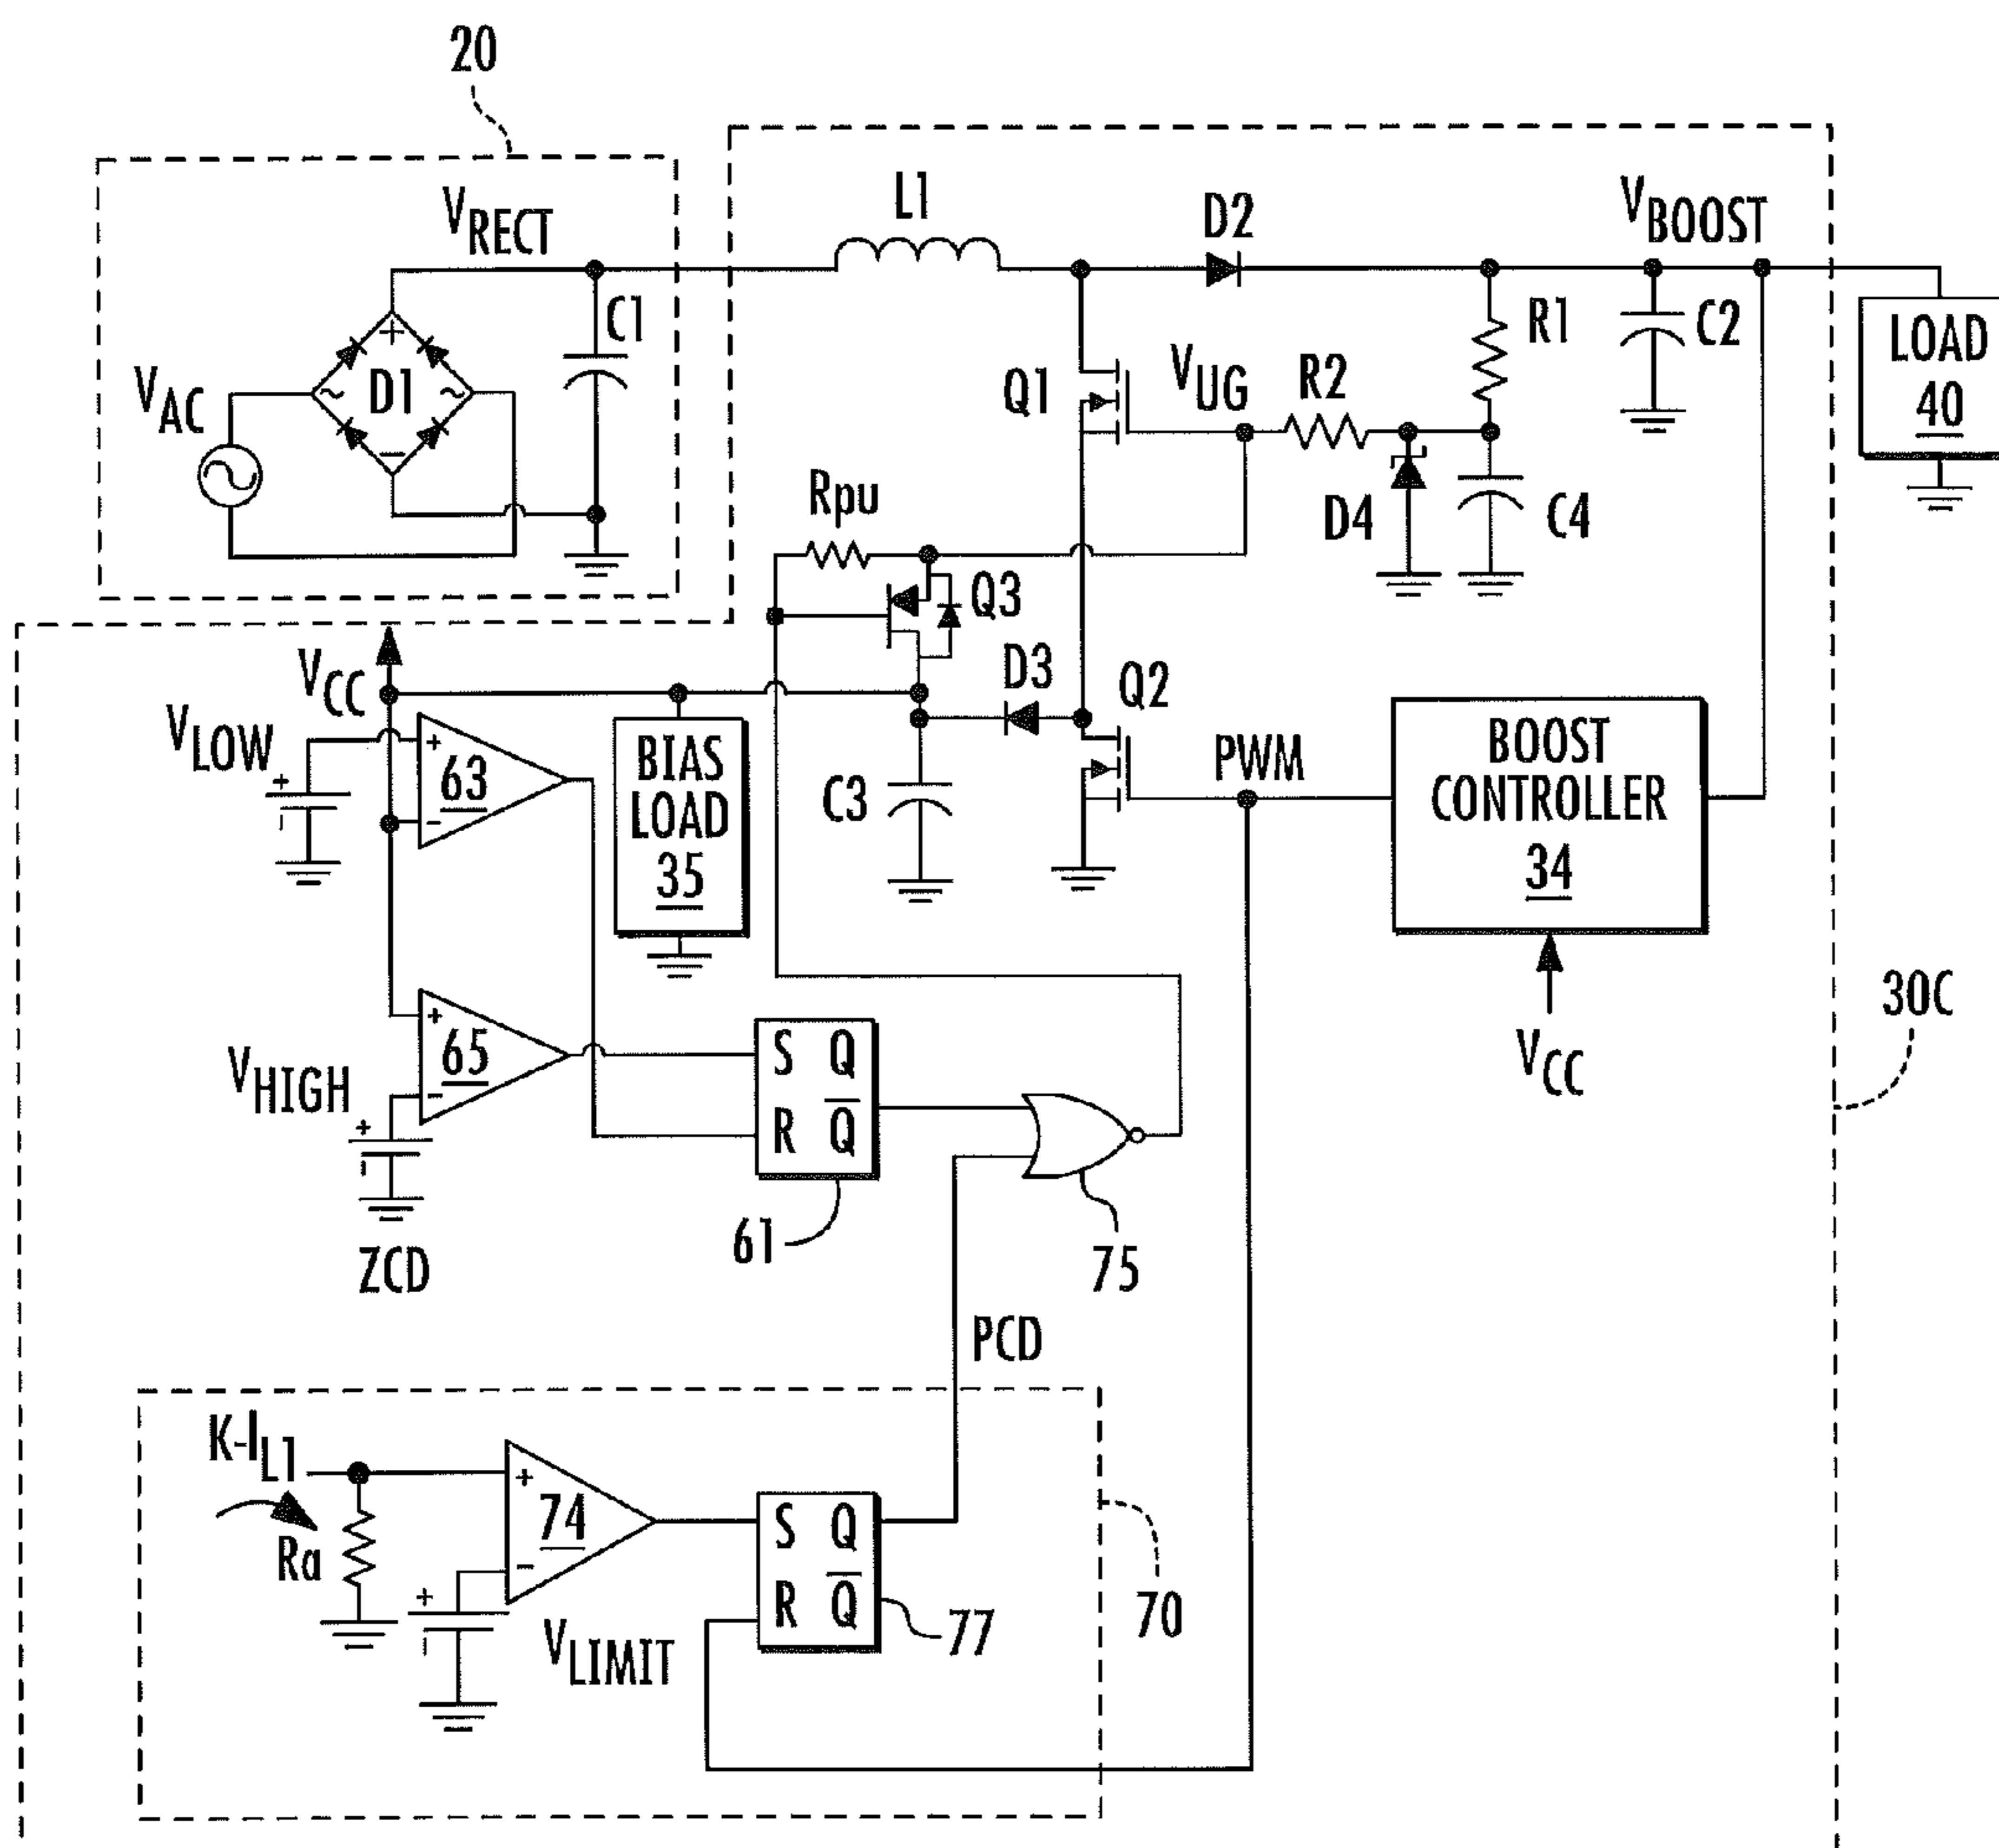 20
VRECT
L1
D2
VBOOST
C1
VAC
+
~ D1 ~
−
Q1
VUG
R2
R1
C2
LOAD
40
Rpu
D4
C4
Q3
VCC
D3
Q2
VLOW
+
−
+
63
−
BIAS
LOAD
35
C3
PWM
BOOST
CONTROLLER
34
VCC
30C
VHIGH
+
−
+
65
−
S Q
R Q̅
61
75
ZCD
PCD
K-IL1
Ra
+
74
−
+
−
VLIMIT
S Q
R Q̅
77
70